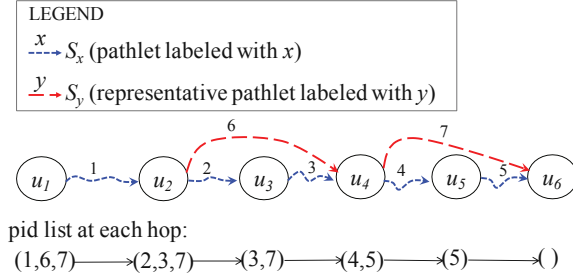 LEGEND
x
S_x (pathlet labeled with x)
y
S_y (representative pathlet labeled with y)
6 7
1 2 3 4 5
u_1 u_2 u_3 u_4 u_5 u_6
pid list at each hop:
(1,6,7) (2,3,7) (3,7) (4,5) (5) ( )